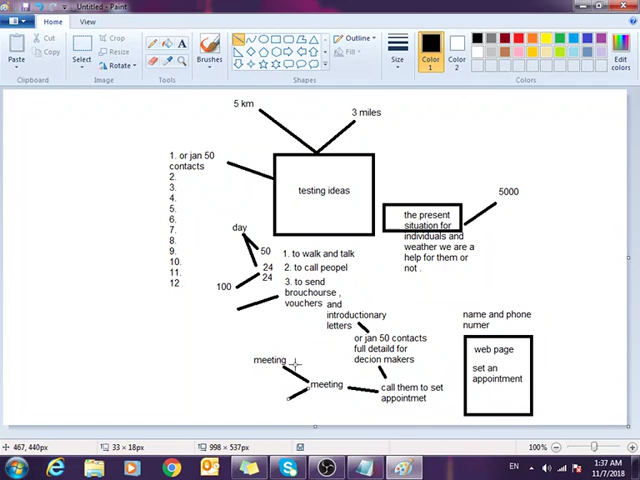 Untitled - Paint
Home
View
Paste
Cut
Copy
Clipboard
Select
Crop
Resize
Rotate
Image
Tools
Brushes
Outline
Fill
Shapes
Size
Color
1
Color
2
Edit
colors
Colors
5 km
3 miles
1. or jan 50
contacts
2.
3.
4.
5.
6.
7.
8.
9.
10.
11.
12
testing ideas
5000
the present
situation for
individuals and
weather we are a
help for them or
not .
day
50
24
24
100
1. to walk and talk
2. to call peopel
3. to send
brouchourse ,
vouchers
and
introductionary
letters
or jan 50 contacts
full detaild for
decion makers
call them to set
appointmet
meeting
meeting
name and phone
numer
web page
set an
appointment
467, 440px
33 × 18px
998 × 537px
100%
EN
1:37 AM
11/7/2018